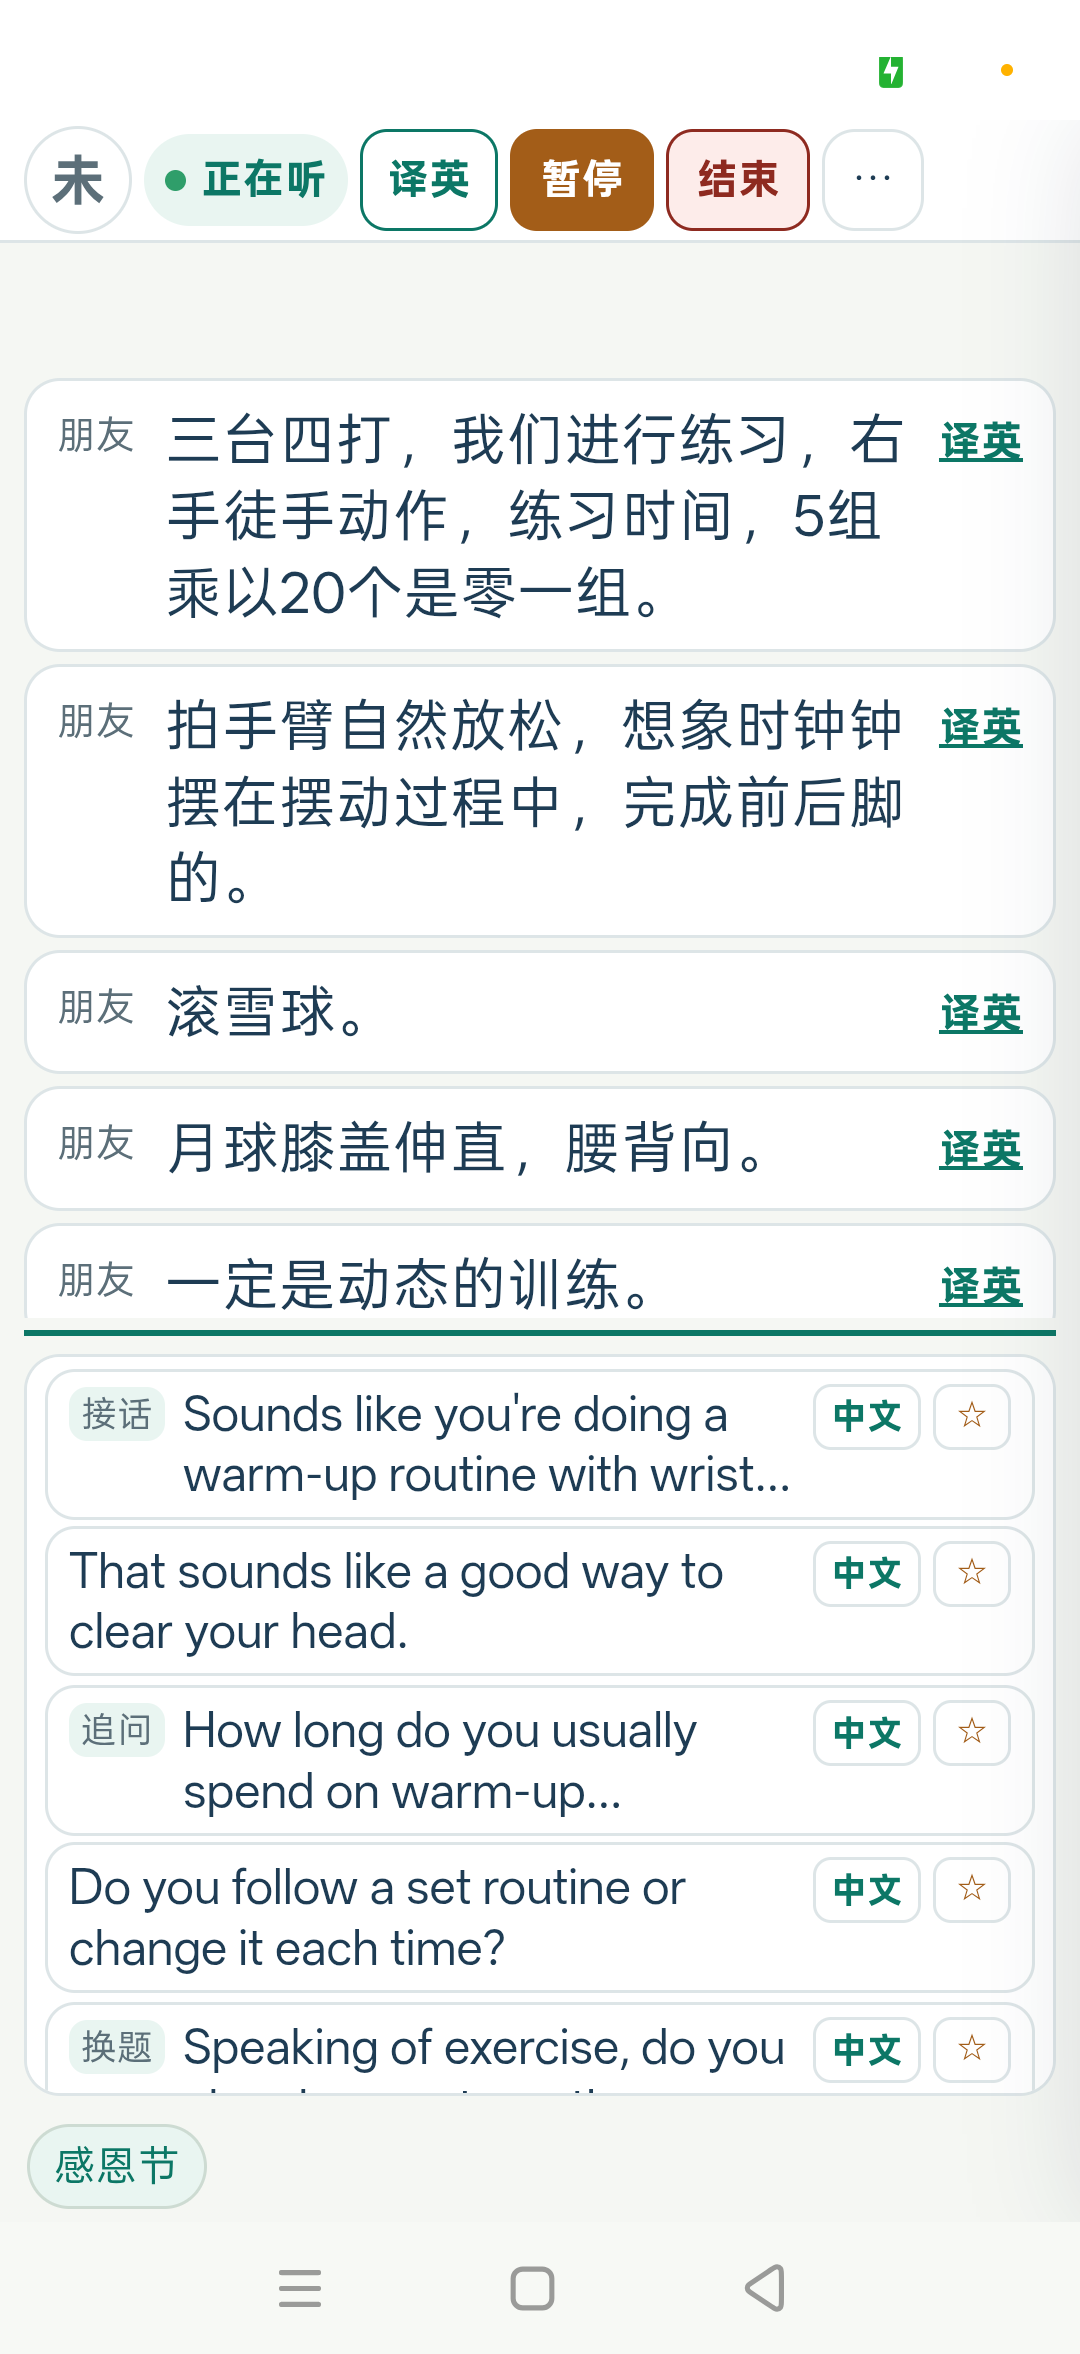 未 正在听 译英 暂停 结束 ...
朋友 三台四打，我们进行练习，右 译英
手徒手动作，练习时间，5组
乘以20个是零一组。
朋友 拍手臂自然放松，想象时钟钟 译英
摆在摆动过程中，完成前后脚
的。
朋友 滚雪球。 译英
朋友 月球膝盖伸直，腰背向。 译英
朋友 一定是动态的训练。 译英
接话 Sounds like you're doing a 中文 ☆
warm-up routine with wrist...
That sounds like a good way to 中文 ☆
clear your head.
追问 How long do you usually 中文 ☆
spend on warm-up...
Do you follow a set routine or 中文 ☆
change it each time?
换题 Speaking of exercise, do you 中文 ☆
感恩节